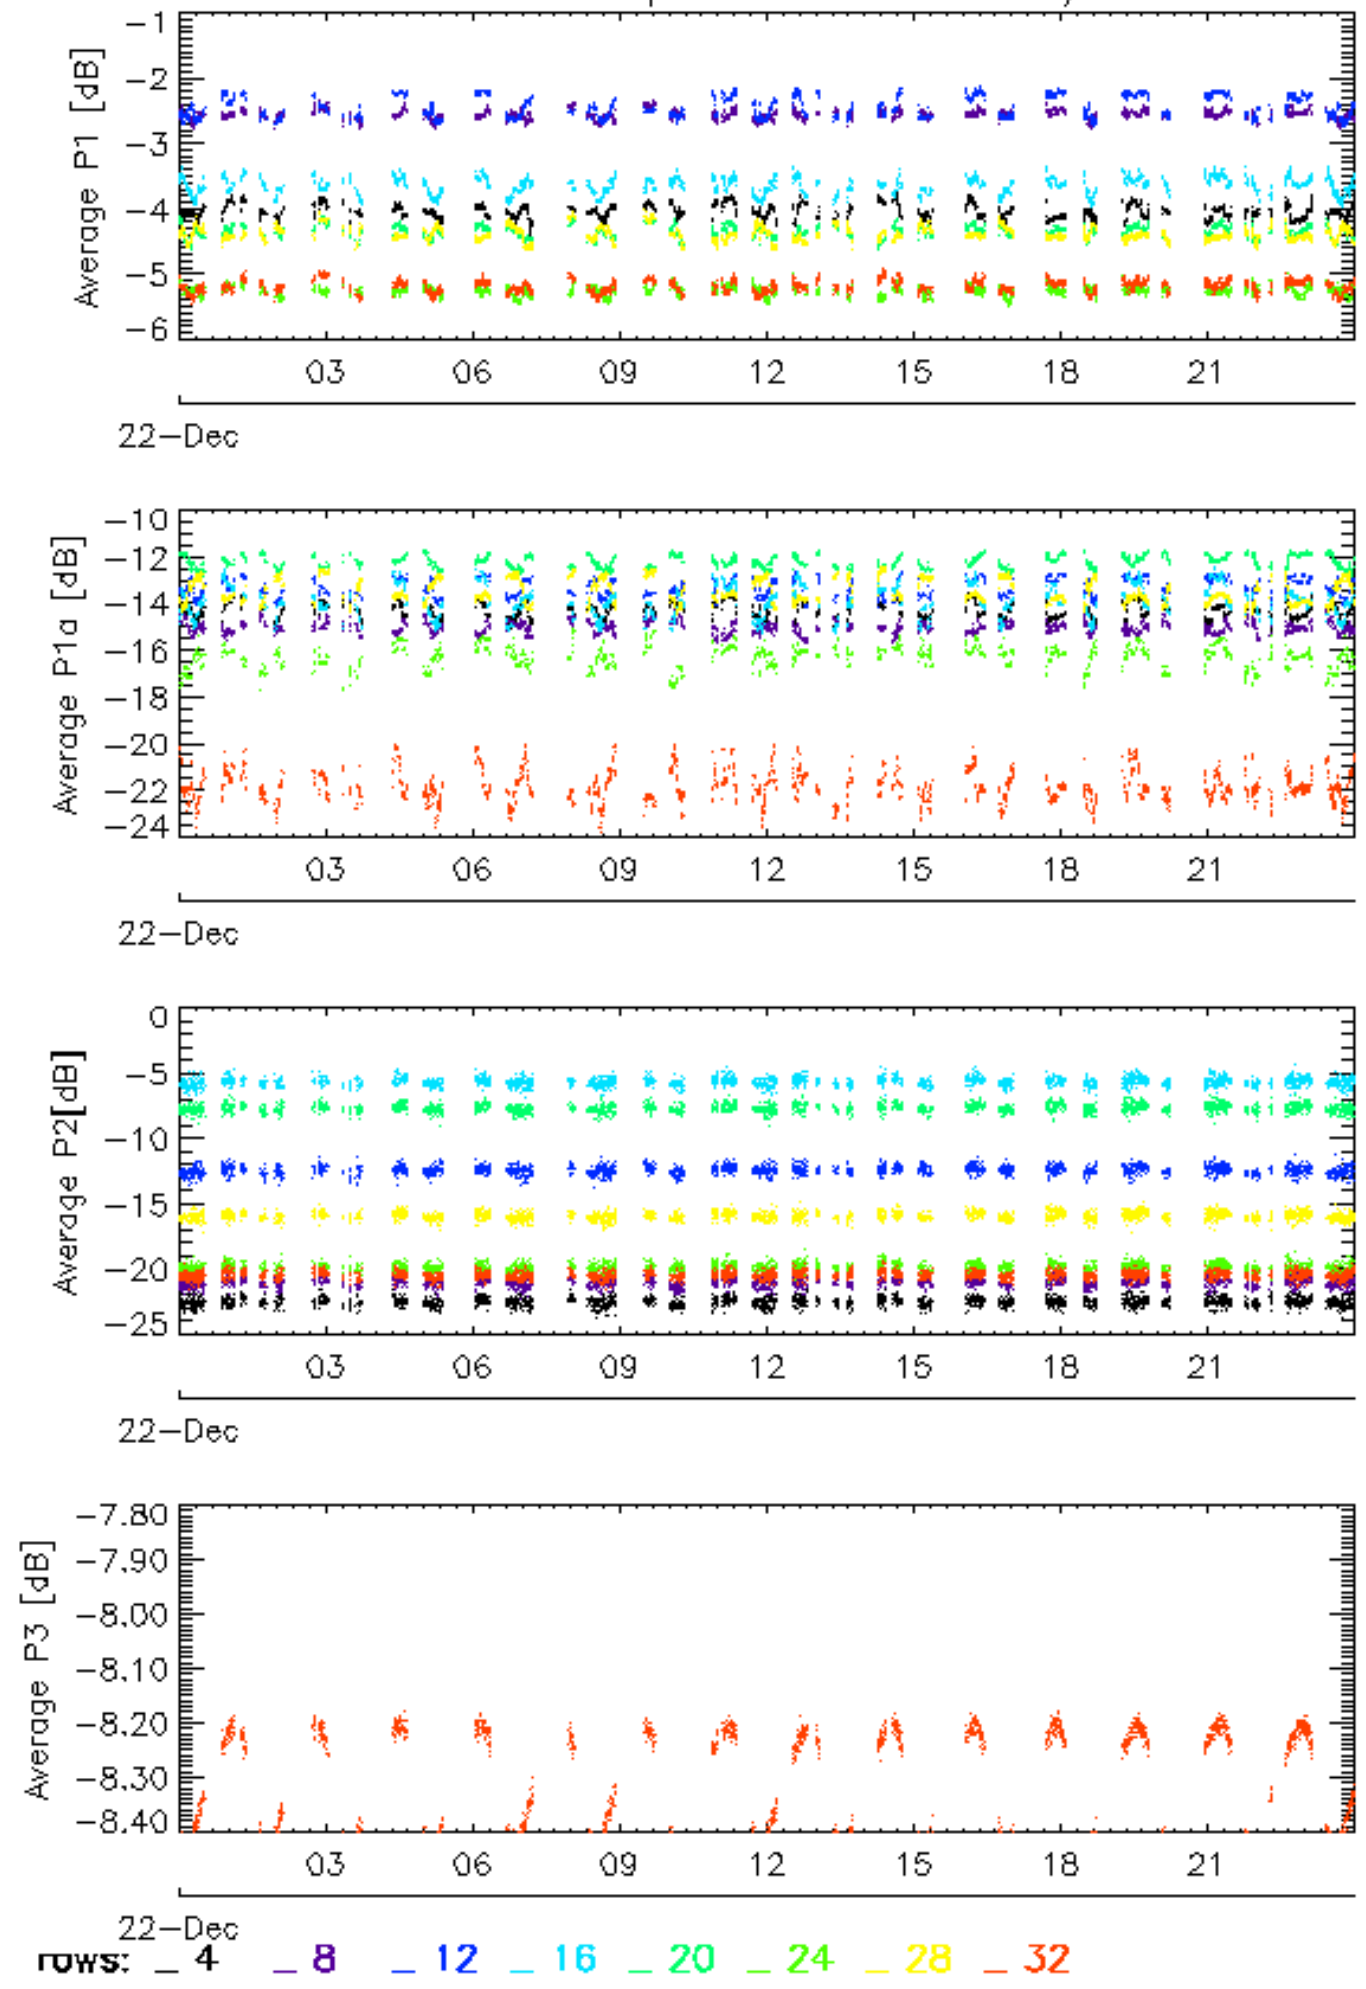 Average P1 [dB]
−1
−2
−3
−4
−5
−6
03 06 09 12 15 18 21
22−Dec
Average P1a [dB]
−10
−12
−14
−16
−18
−20
−22
−24
03 06 09 12 15 18 21
22−Dec
Average P2[dB]
0
−5
−10
−15
−20
−25
03 06 09 12 15 18 21
22−Dec
Average P3 [dB]
−7.80
−7.90
−8.00
−8.10
−8.20
−8.30
−8.40
03 06 09 12 15 18 21
22−Dec
rows: _ 4 _ 8 _ 12 _ 16 _ 20 _ 24 _ 28 _ 32